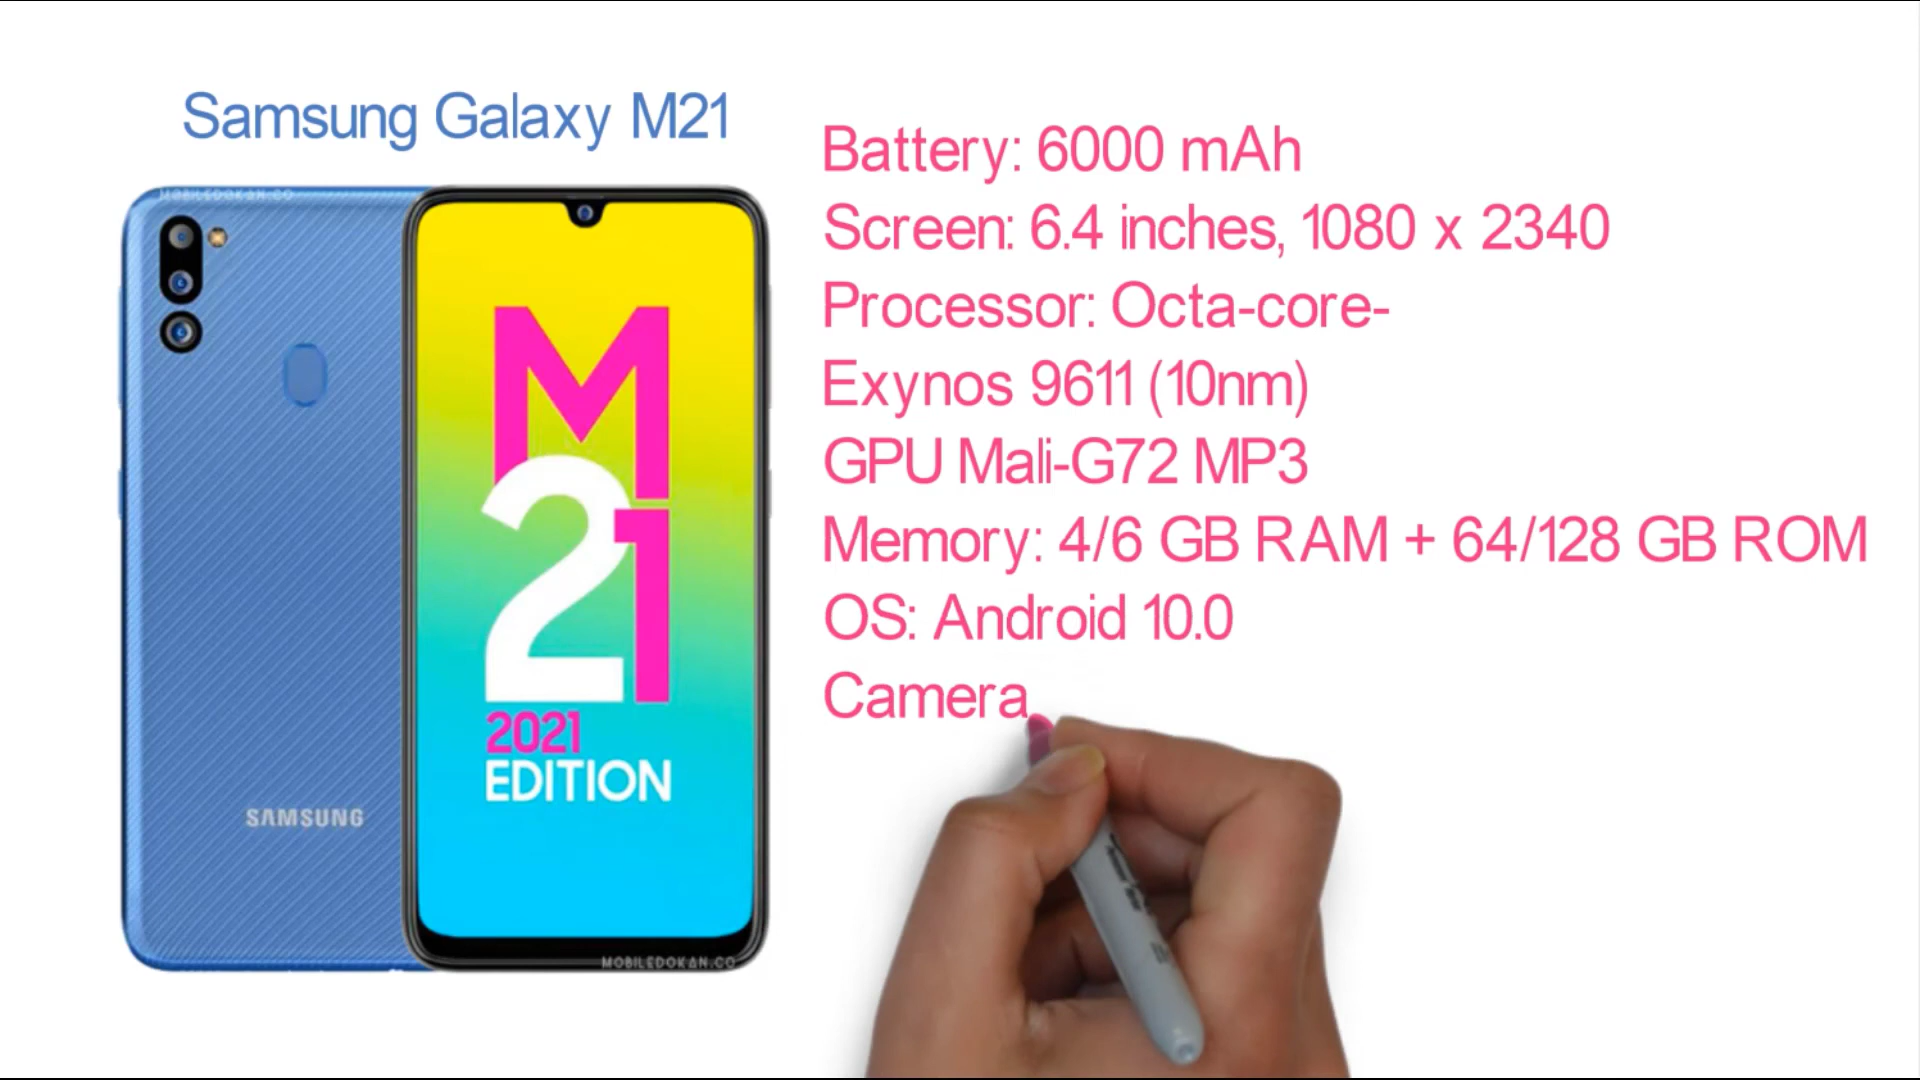 Samsung Galaxy M21
MOBILEDOKAN.CO
M
21
2021
EDITION
SAMSUNG
MOBILEDOKAN.CO
Battery: 6000 mAh
Screen: 6.4 inches, 1080 x 2340
Processor: Octa-core-
Exynos 9611 (10nm)
GPU Mali-G72 MP3
Memory: 4/6 GB RAM + 64/128 GB ROM
OS: Android 10.0
Camera